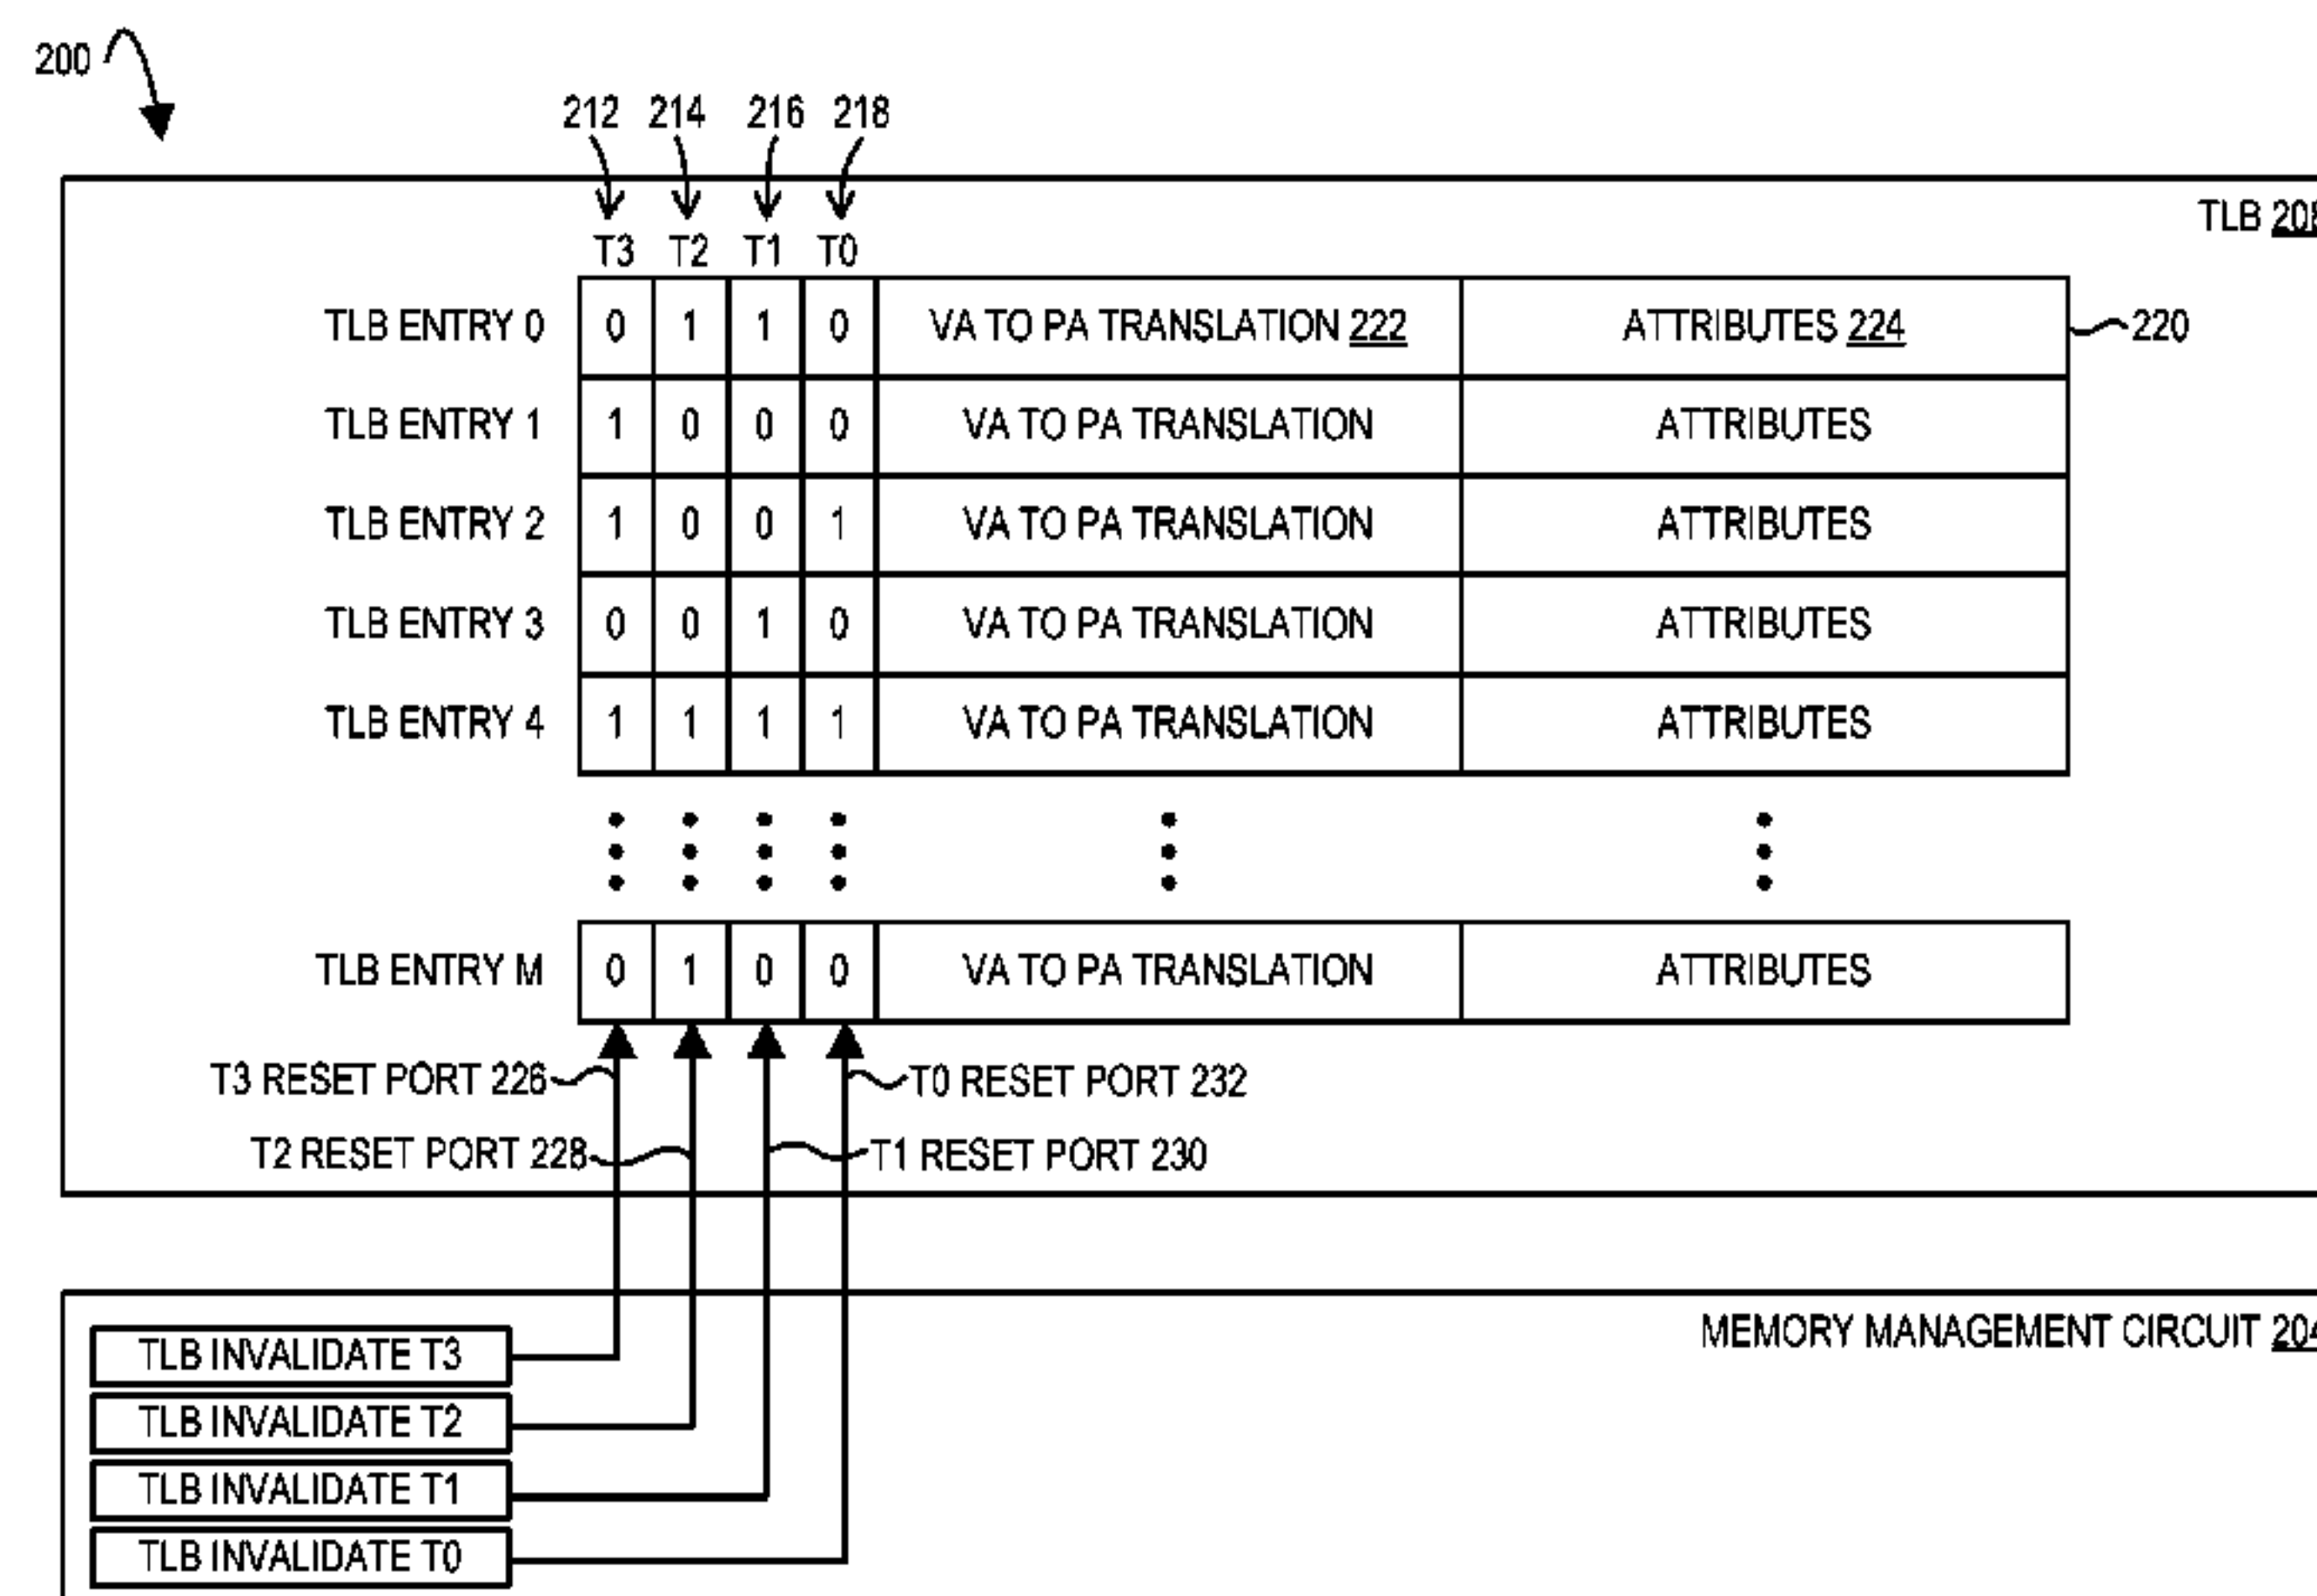 200
212 214 216 218
TLB 208
T3 T2 T1 T0
TLB ENTRY 0 0 1 1 0 VA TO PA TRANSLATION 222 ATTRIBUTES 224 220
TLB ENTRY 1 1 0 0 0 VA TO PA TRANSLATION ATTRIBUTES
TLB ENTRY 2 1 0 0 1 VA TO PA TRANSLATION ATTRIBUTES
TLB ENTRY 3 0 0 1 0 VA TO PA TRANSLATION ATTRIBUTES
TLB ENTRY 4 1 1 1 1 VA TO PA TRANSLATION ATTRIBUTES
TLB ENTRY M 0 1 0 0 VA TO PA TRANSLATION ATTRIBUTES
T3 RESET PORT 226 T0 RESET PORT 232
T2 RESET PORT 228 T1 RESET PORT 230
MEMORY MANAGEMENT CIRCUIT 204
TLB INVALIDATE T3
TLB INVALIDATE T2
TLB INVALIDATE T1
TLB INVALIDATE T0